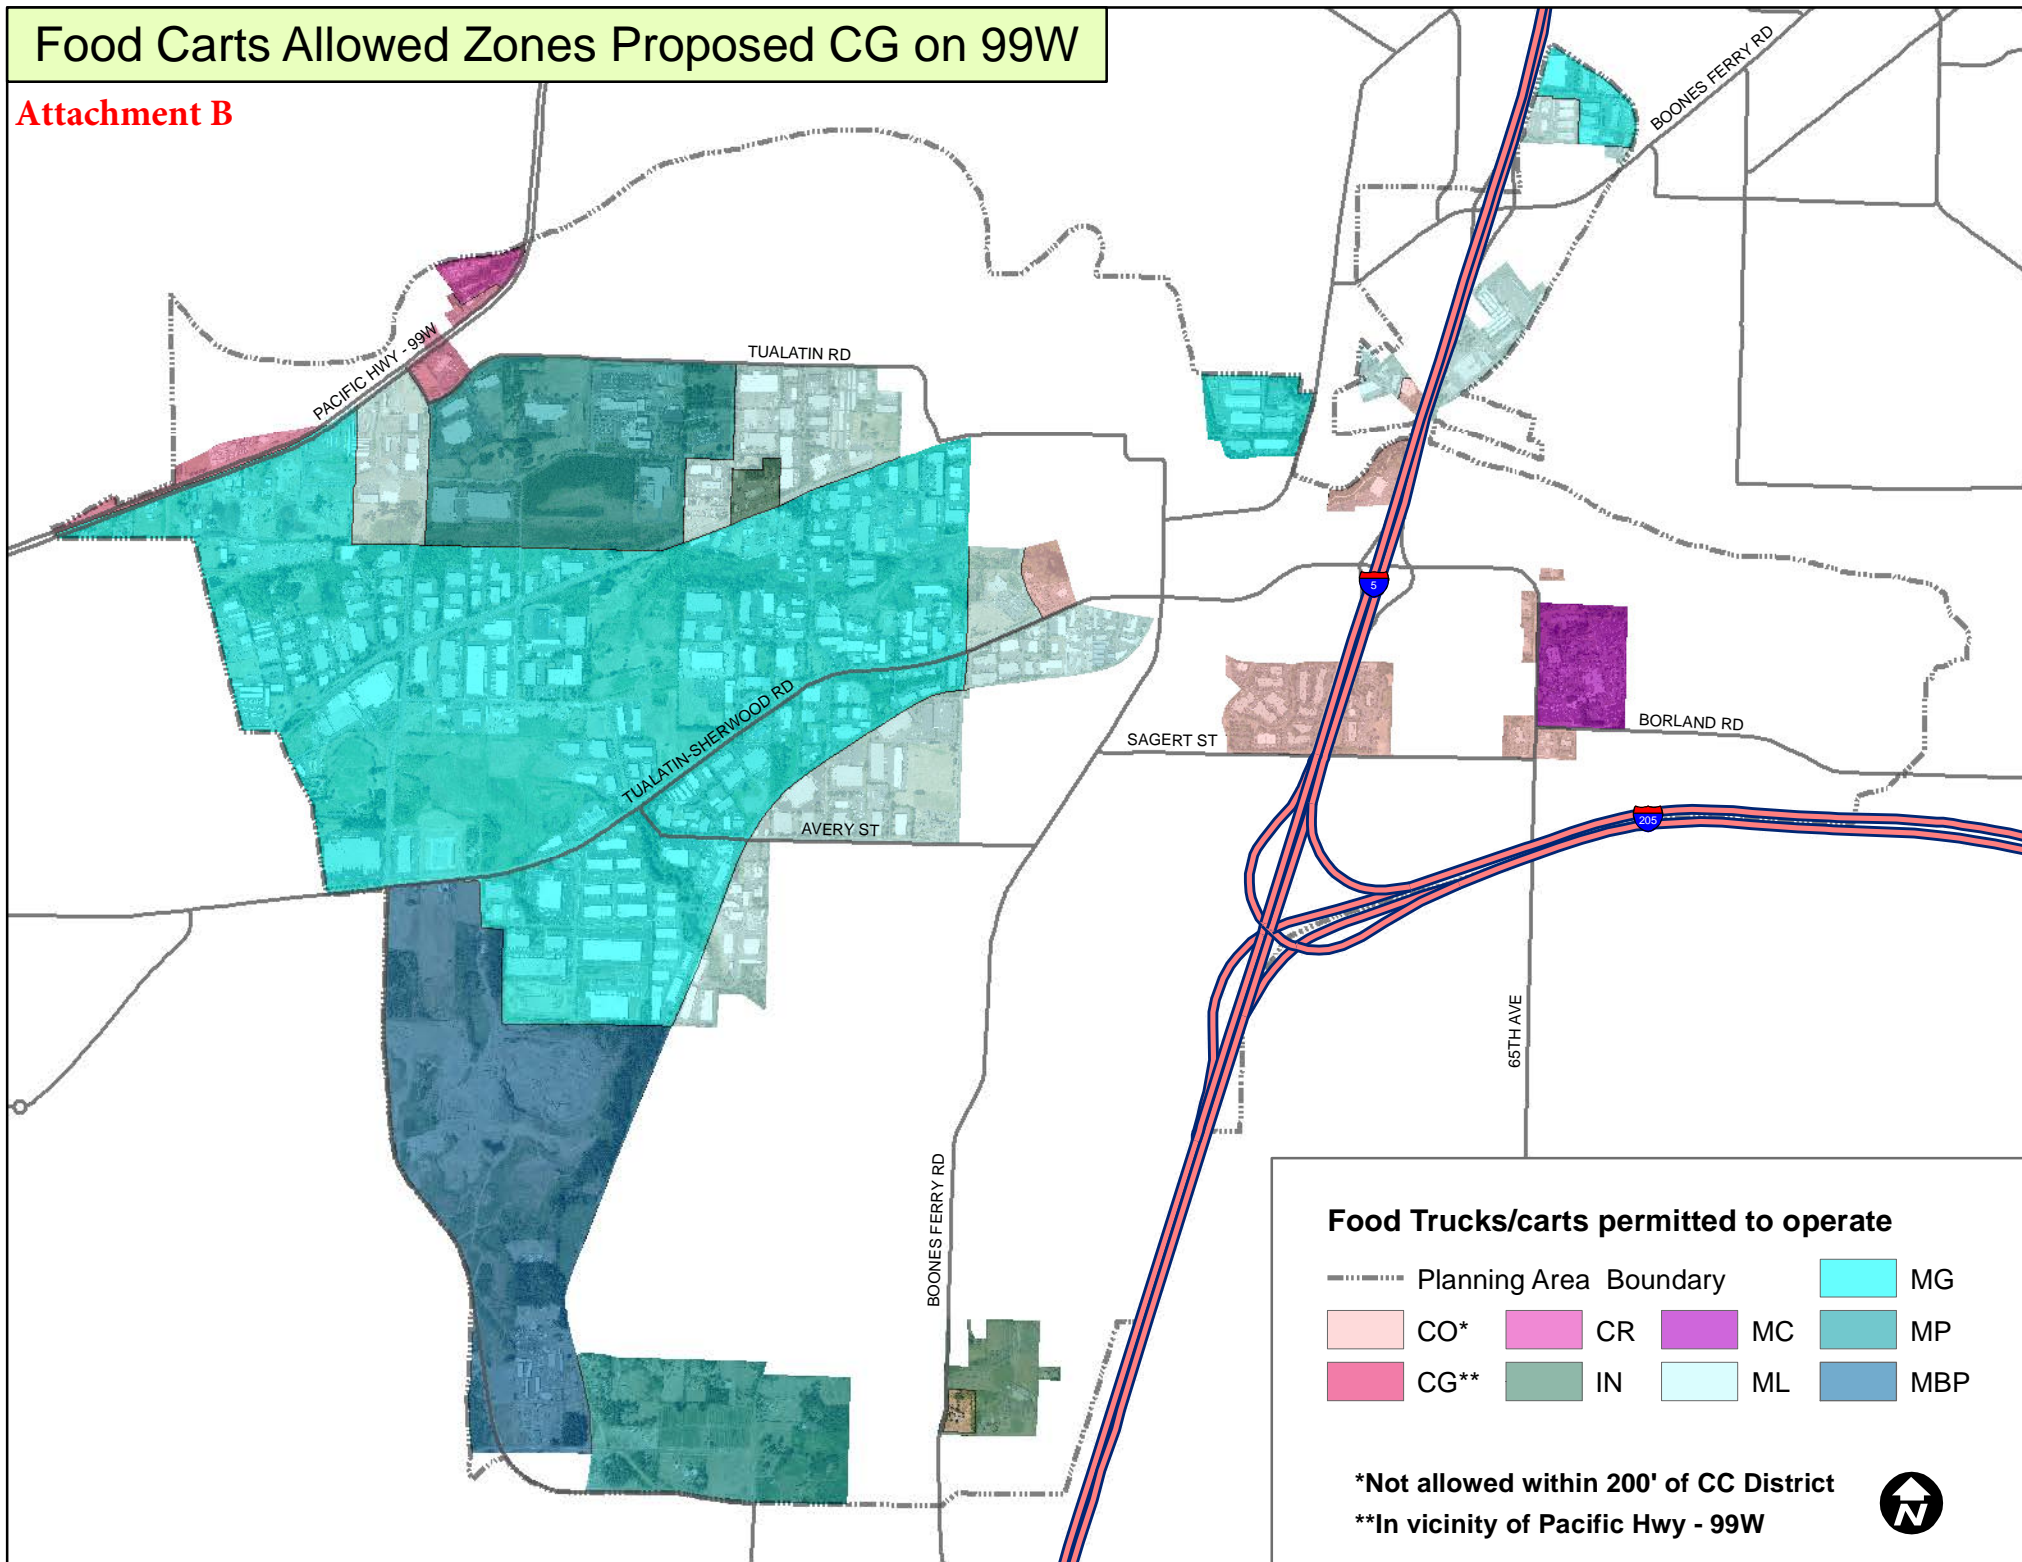 Food Carts Allowed Zones Proposed CG on 99W
Attachment B
BOONES FERRY RD
PACIFIC HWY - 99W
TUALATIN RD
5
TUALATIN-SHERWOOD RD
SAGERT ST
BORLAND RD
AVERY ST
205
65TH AVE
BOONES FERRY RD
Food Trucks/carts permitted to operate
Planning Area Boundary
MG
CO*
CR
MC
MP
CG**
IN
ML
MBP
*Not allowed within 200' of CC District
**In vicinity of Pacific Hwy - 99W
N